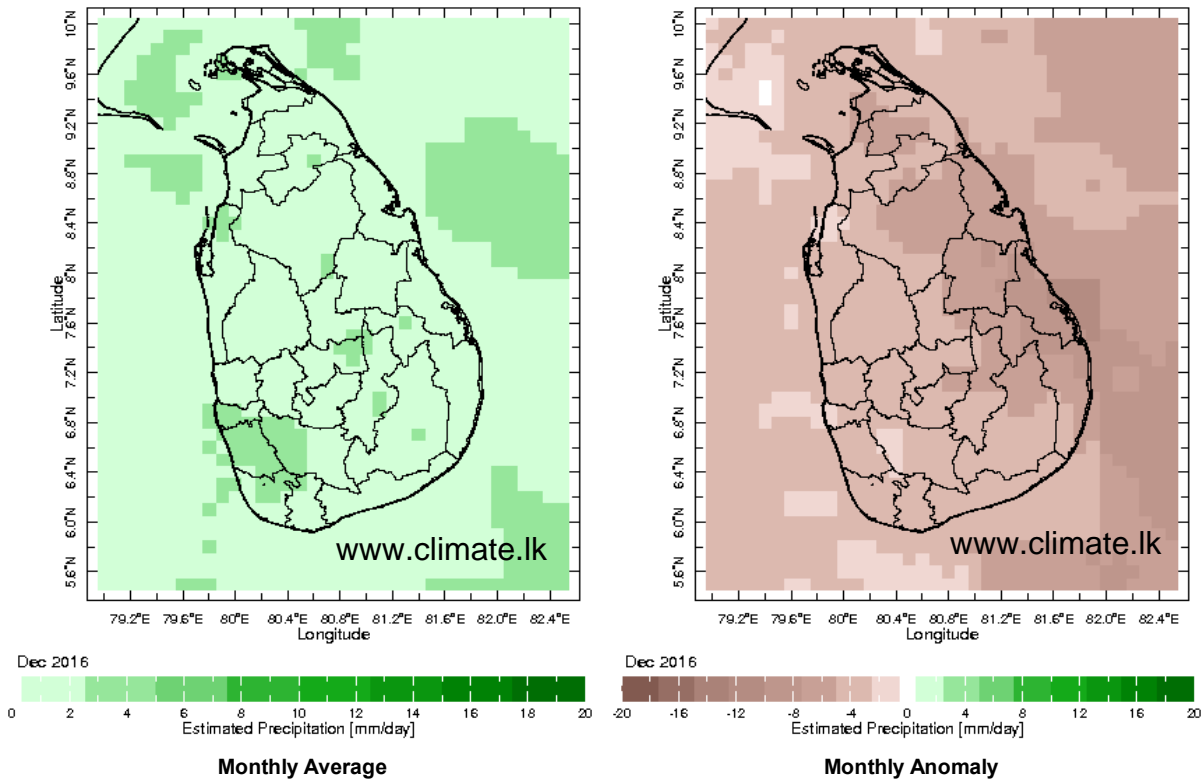 10°N
9.6°N
9.2°N
8.8°N
8.4°N
8°N
7.6°N
7.2°N
6.8°N
6.4°N
6.0°N
5.6°N
Latitude
www.climate.lk
79.2°E 79.6°E 80°E 80.4°E 80.8°E 81.2°E 81.6°E 82.0°E 82.4°E
Longitude
Dec 2016
0 2 4 6 8 10 12 14 16 18 20
Estimated Precipitation [mm/day]
Monthly Average
10°N
9.6°N
9.2°N
8.8°N
8.4°N
8°N
7.6°N
7.2°N
6.8°N
6.4°N
6.0°N
5.6°N
Latitude
www.climate.lk
79.2°E 79.6°E 80°E 80.4°E 80.8°E 81.2°E 81.6°E 82.0°E 82.4°E
Longitude
Dec 2016
-20 -16 -12 -8 -4 0 4 8 12 16 20
Estimated Precipitation [mm/day]
Monthly Anomaly